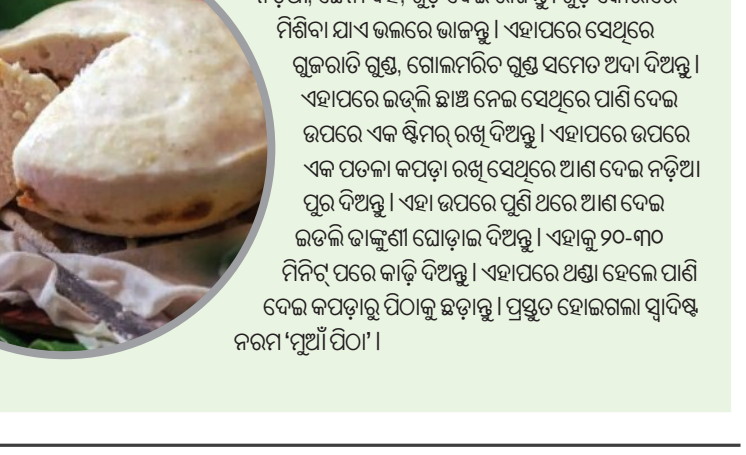 ମିଶିବା ଯାଏ ଭଲରେ ଭାଜନ୍ତୁ। ଏହାପରେ ସେଥିରେ
ଗୁଜରାତି ଗୁଣ୍ଡ, ଗୋଲମରିଚ ଗୁଣ୍ଡ ସମେତ ଅଦା ଦିଅନ୍ତୁ।
ଏହାପରେ ଇଡ୍‌ଲି ଛାଞ୍ଚ ନେଇ ସେଥିରେ ପାଣି ଦେଇ
ଉପରେ ଏକ ଷ୍ଟିମର୍ ରଖି ଦିଅନ୍ତୁ। ଏହାପରେ ଉପରେ
ଏକ ପତଳା କପଡ଼ା ରଖି ସେଥିରେ ଆଣ ଦେଇ ନଡ଼ିଆ
ପୁର ଦିଅନ୍ତୁ। ଏହା ଉପରେ ପୁଣି ଥରେ ଆଣ ଦେଇ
ଇଡଲି ଢାଙ୍କୁଣୀ ଘୋଡ଼ାଇ ଦିଅନ୍ତୁ। ଏହାକୁ ୨୦-୩୦
ମିନିଟ୍ ପରେ କାଢ଼ି ଦିଅନ୍ତୁ। ଏହାପରେ ଥଣ୍ଡା ହେଲେ ପାଣି
ଦେଇ କପଡ଼ାରୁ ପିଠାକୁ ଛଡ଼ାନ୍ତୁ। ପ୍ରସ୍ତୁତ ହୋଇଗଲା ସ୍ୱାଦିଷ୍ଟ
ନରମ ‘ମୁଆଁ ପିଠା’।